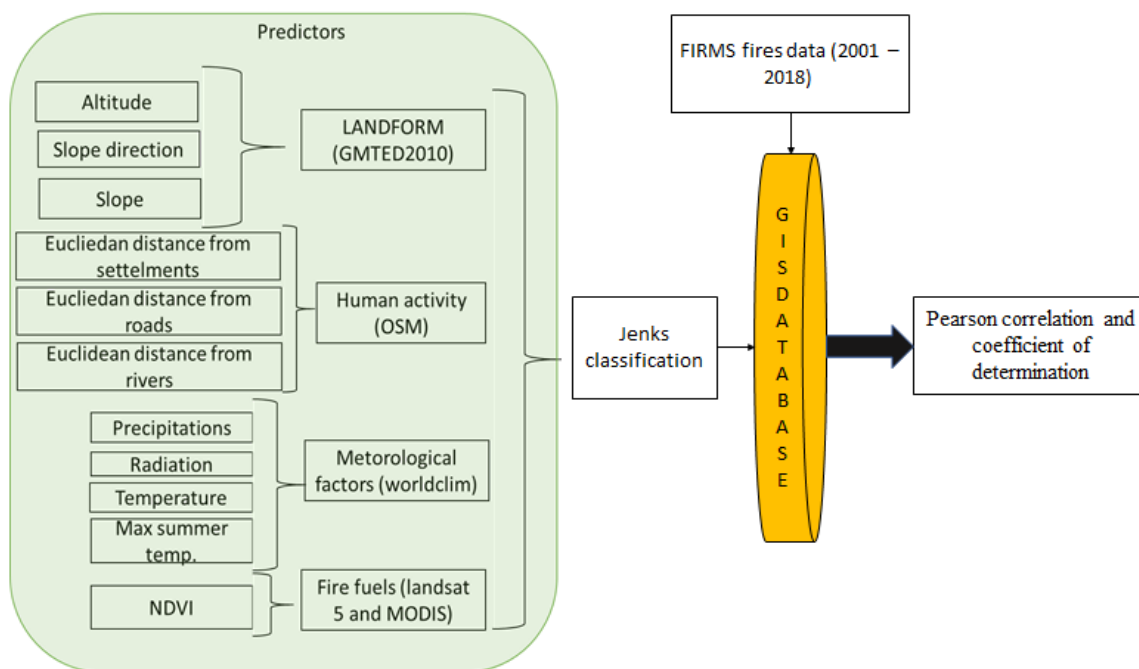 Predictors
Altitude
Slope direction
Slope
LANDFORM
(GMTED2010)
Eucliedan distance from
settelments
Eucliedan distance from
roads
Euclidean distance from
rivers
Human activity
(OSM)
Precipitations
Radiation
Temperature
Max summer
temp.
Metorological
factors (worldclim)
NDVI
Fire fuels (landsat
5 and MODIS)
Jenks
classification
FIRMS fires data (2001 –
2018)
G
I
S
D
A
T
A
B
A
S
E
Pearson correlation and
coefficient of
determination